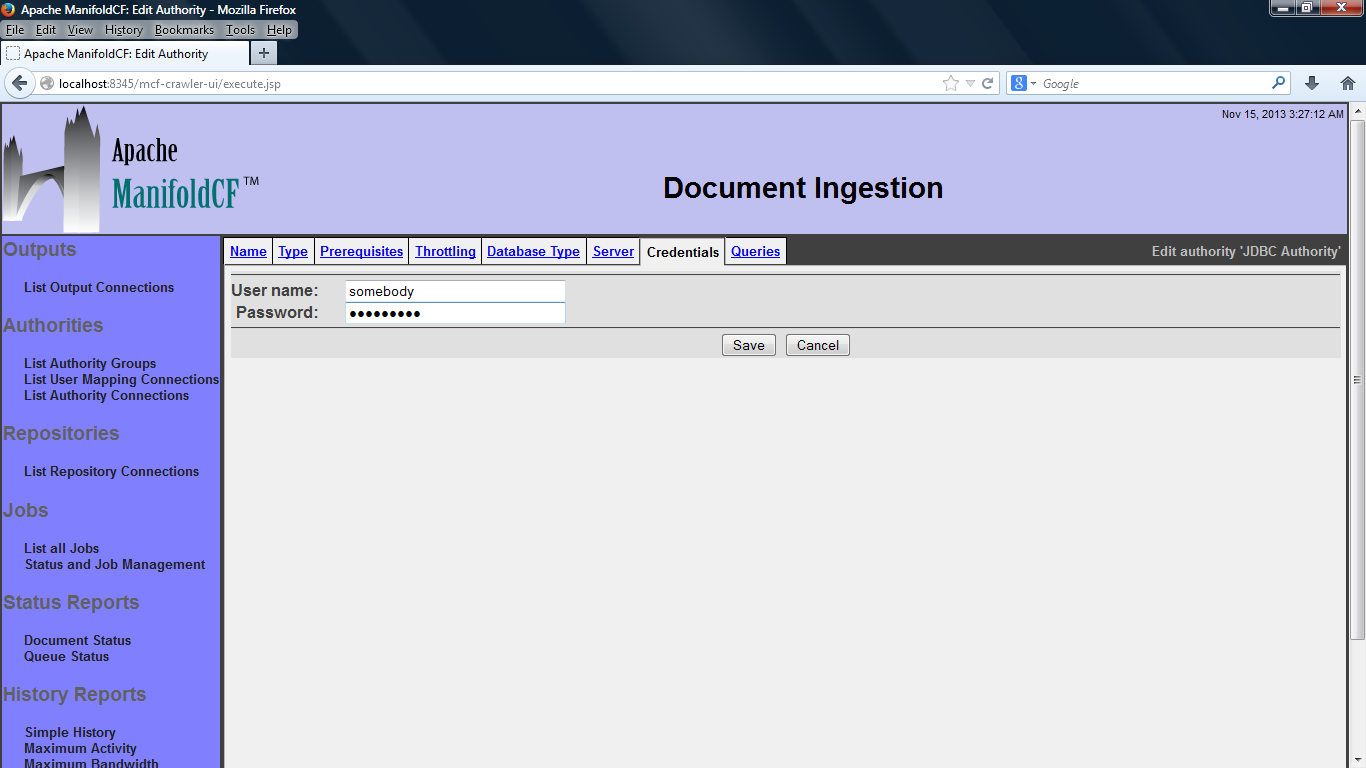 Apache ManifoldCF: Edit Authority - Mozilla Firefox
File Edit View History Bookmarks Tools Help
Apache ManifoldCF: Edit Authority
localhost:8345/mcf-crawler-ui/execute.jsp
Google
Nov 15, 2013 3:27:12 AM
Apache
ManifoldCF™
Document Ingestion
Name Type Prerequisites Throttling Database Type Server Credentials Queries
Edit authority 'JDBC Authority'
User name: somebody
Password: ●●●●●●●●●
Save Cancel
Outputs
List Output Connections
Authorities
List Authority Groups
List User Mapping Connections
List Authority Connections
Repositories
List Repository Connections
Jobs
List all Jobs
Status and Job Management
Status Reports
Document Status
Queue Status
History Reports
Simple History
Maximum Activity
Maximum Bandwidth